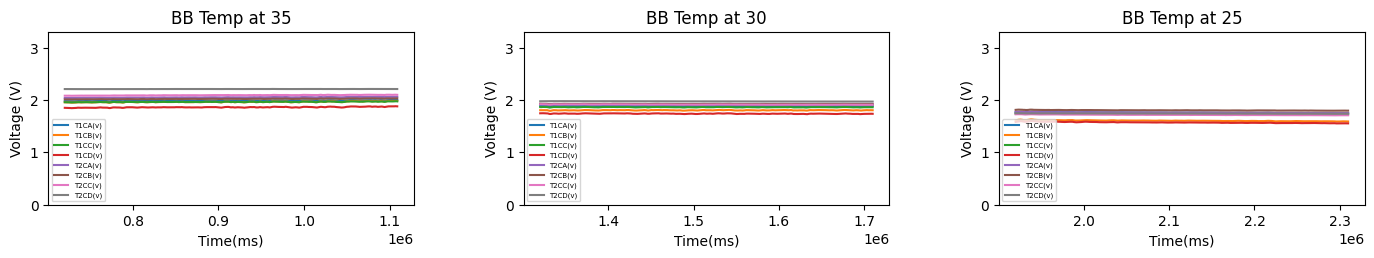 BB Temp at 35
Voltage (V)
3
2
1
0
T1CA(v)
T1CB(v)
T1CC(v)
T1CD(v)
T2CA(v)
T2CB(v)
T2CC(v)
T2CD(v)
0.8 0.9 1.0 1.1
1e6
Time(ms)
BB Temp at 30
Voltage (V)
3
2
1
0
T1CA(v)
T1CB(v)
T1CC(v)
T1CD(v)
T2CA(v)
T2CB(v)
T2CC(v)
T2CD(v)
1.4 1.5 1.6 1.7
1e6
Time(ms)
BB Temp at 25
Voltage (V)
3
2
1
0
T1CA(v)
T1CB(v)
T1CC(v)
T1CD(v)
T2CA(v)
T2CB(v)
T2CC(v)
T2CD(v)
2.0 2.1 2.2 2.3
1e6
Time(ms)